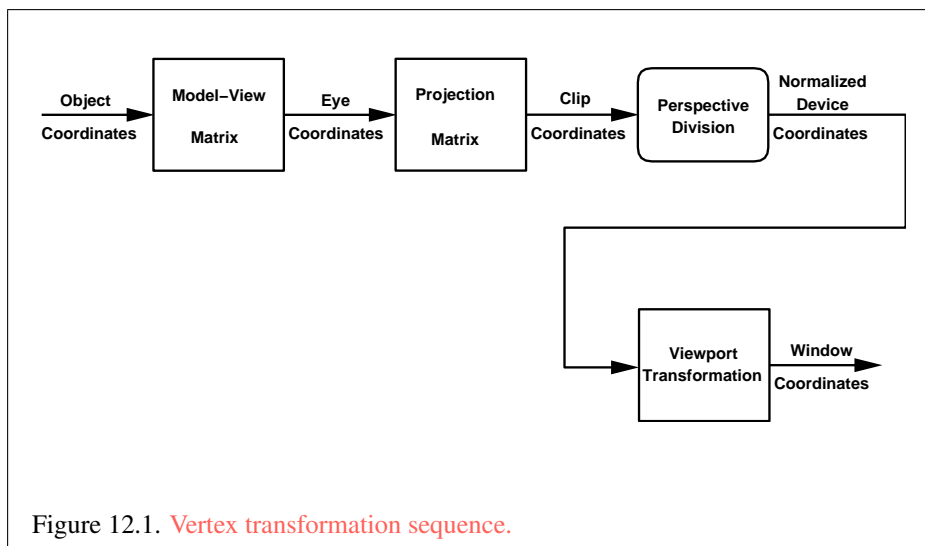 Object
Coordinates
Model–View
Matrix
Eye
Coordinates
Projection
Matrix
Clip
Coordinates
Perspective
Division
Normalized
Device
Coordinates
Viewport
Transformation
Window
Coordinates
Figure 12.1. Vertex transformation sequence.